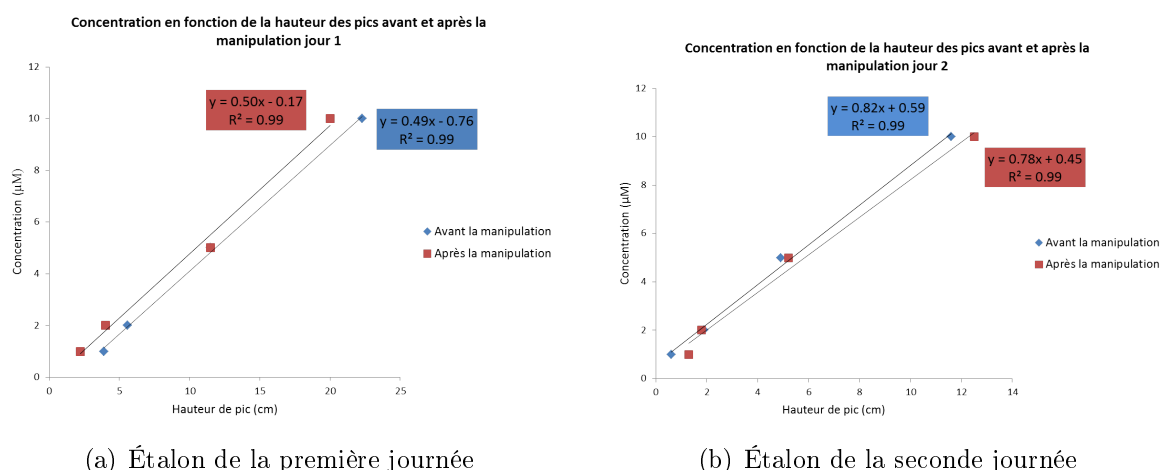 Concentration en fonction de la hauteur des pics avant et après la
manipulation jour 1
12
10
8
6
4
2
0
0
5
10
15
20
25
Concentration (µM)
Hauteur de pic (cm)
y = 0.50x - 0.17
R² = 0.99
y = 0.49x - 0.76
R² = 0.99
Avant la manipulation
Après la manipulation
(a) Étalon de la première journée
Concentration en fonction de la hauteur des pics avant et après la
manipulation jour 2
12
10
8
6
4
2
0
0
2
4
6
8
10
12
14
Concentration (µM)
Hauteur de pic (cm)
y = 0.82x + 0.59
R² = 0.99
y = 0.78x + 0.45
R² = 0.99
Avant la manipulation
Après la manipulation
(b) Étalon de la seconde journée